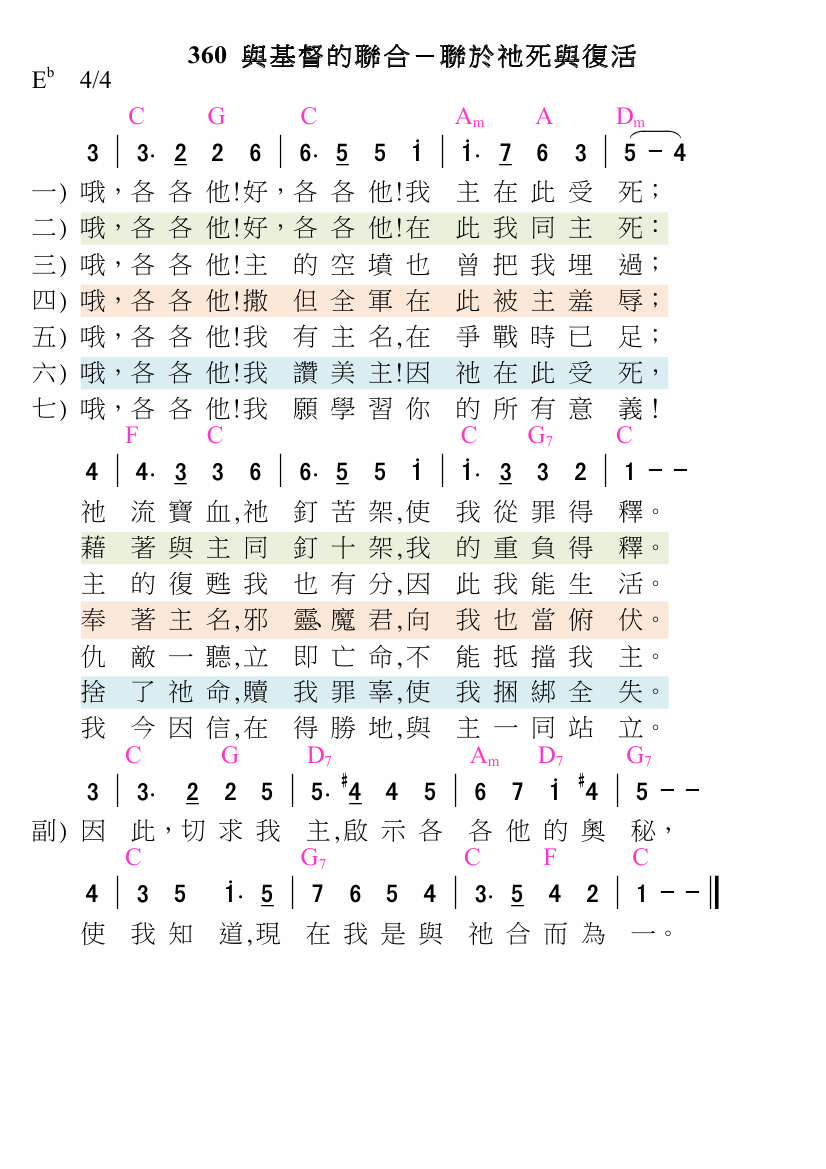 360 與基督的聯合－聯於祂死與復活
E♭ 4/4
C G C Am A Dm
3 | 3. 2 2 6 | 6. 5 5 i | i. 7 6 3 | 5 － 4
一) 哦，各各他!好，各各他!我主在此受死；
二) 哦，各各他!好，各各他!在此我同主死：
三) 哦，各各他!主的空墳也曾把我埋過；
四) 哦，各各他!撒但全軍在此被主羞辱；
五) 哦，各各他!我有主名,在爭戰時已足；
六) 哦，各各他!我讚美主!因祂在此受死，
七) 哦，各各他!我願學習你的所有意義!
F C C G7 C
4 | 4. 3 3 6 | 6. 5 5 i | i. 3 3 2 | 1 － －
祂流寶血,祂釘苦架,使我從罪得釋。
藉著與主同釘十架,我的重負得釋。
主的復甦我也有分,因此我能生活。
奉著主名,邪靈、魔君,向我也當俯伏。
仇敵一聽,立即亡命,不能抵擋我主。
捨了祂命,贖我罪辜,使我捆綁全失。
我今因信,在得勝地,與主一同站立。
C G D7 Am D7 G7
3 | 3. 2 2 5 | 5. #4 4 5 | 6 7 i #4 | 5 － －
副) 因此，切求我主,啟示各各他的奧秘，
C G7 C F C
4 | 3 5 i. 5 | 7 6 5 4 | 3. 5 4 2 | 1 － － ‖
使我知道,現在我是與祂合而為一。